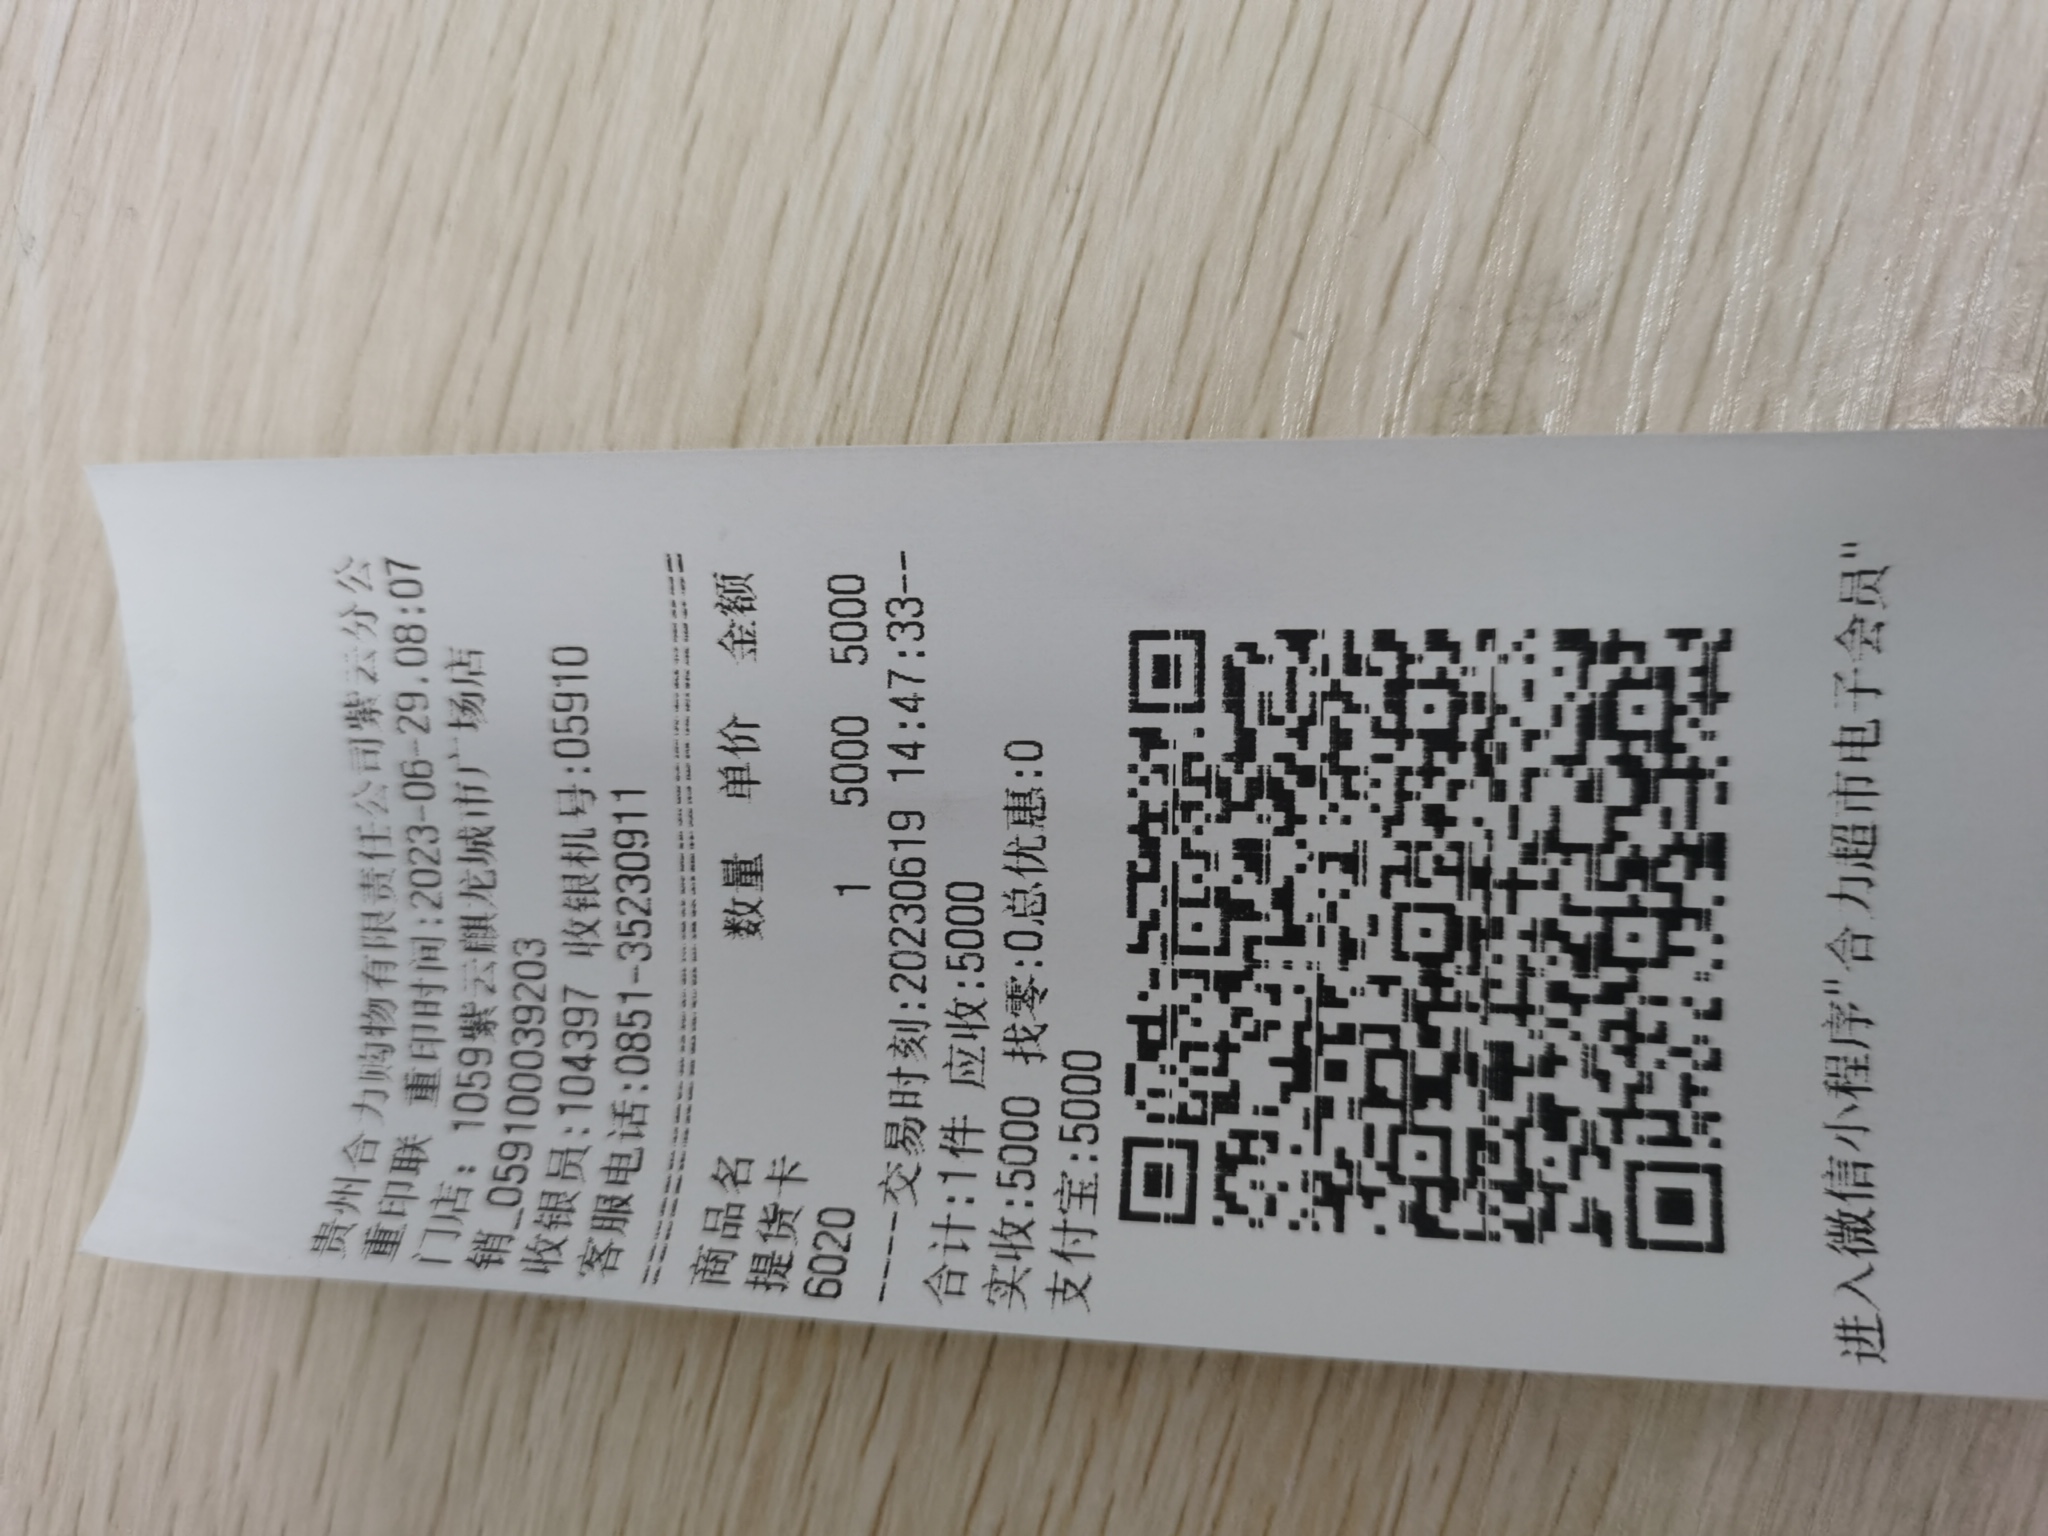 贵州合力购物有限责任公司紫云分公
重印联 重印时间:2023-06-29.08:07
门店: 1059紫云麒龙城市广场店
销_059100039203
收银员:104397 收银机号:05910
客服电话:0851-35230911
==========================================
商品名 数量 单价 金额
提货卡
6020 1 5000 5000
----交易时刻:20230619 14:47:33--
合计:1件 应收:5000
实收:5000 找零:0总优惠:0
支付宝:5000
进入微信小程序"合力超市电子会员"